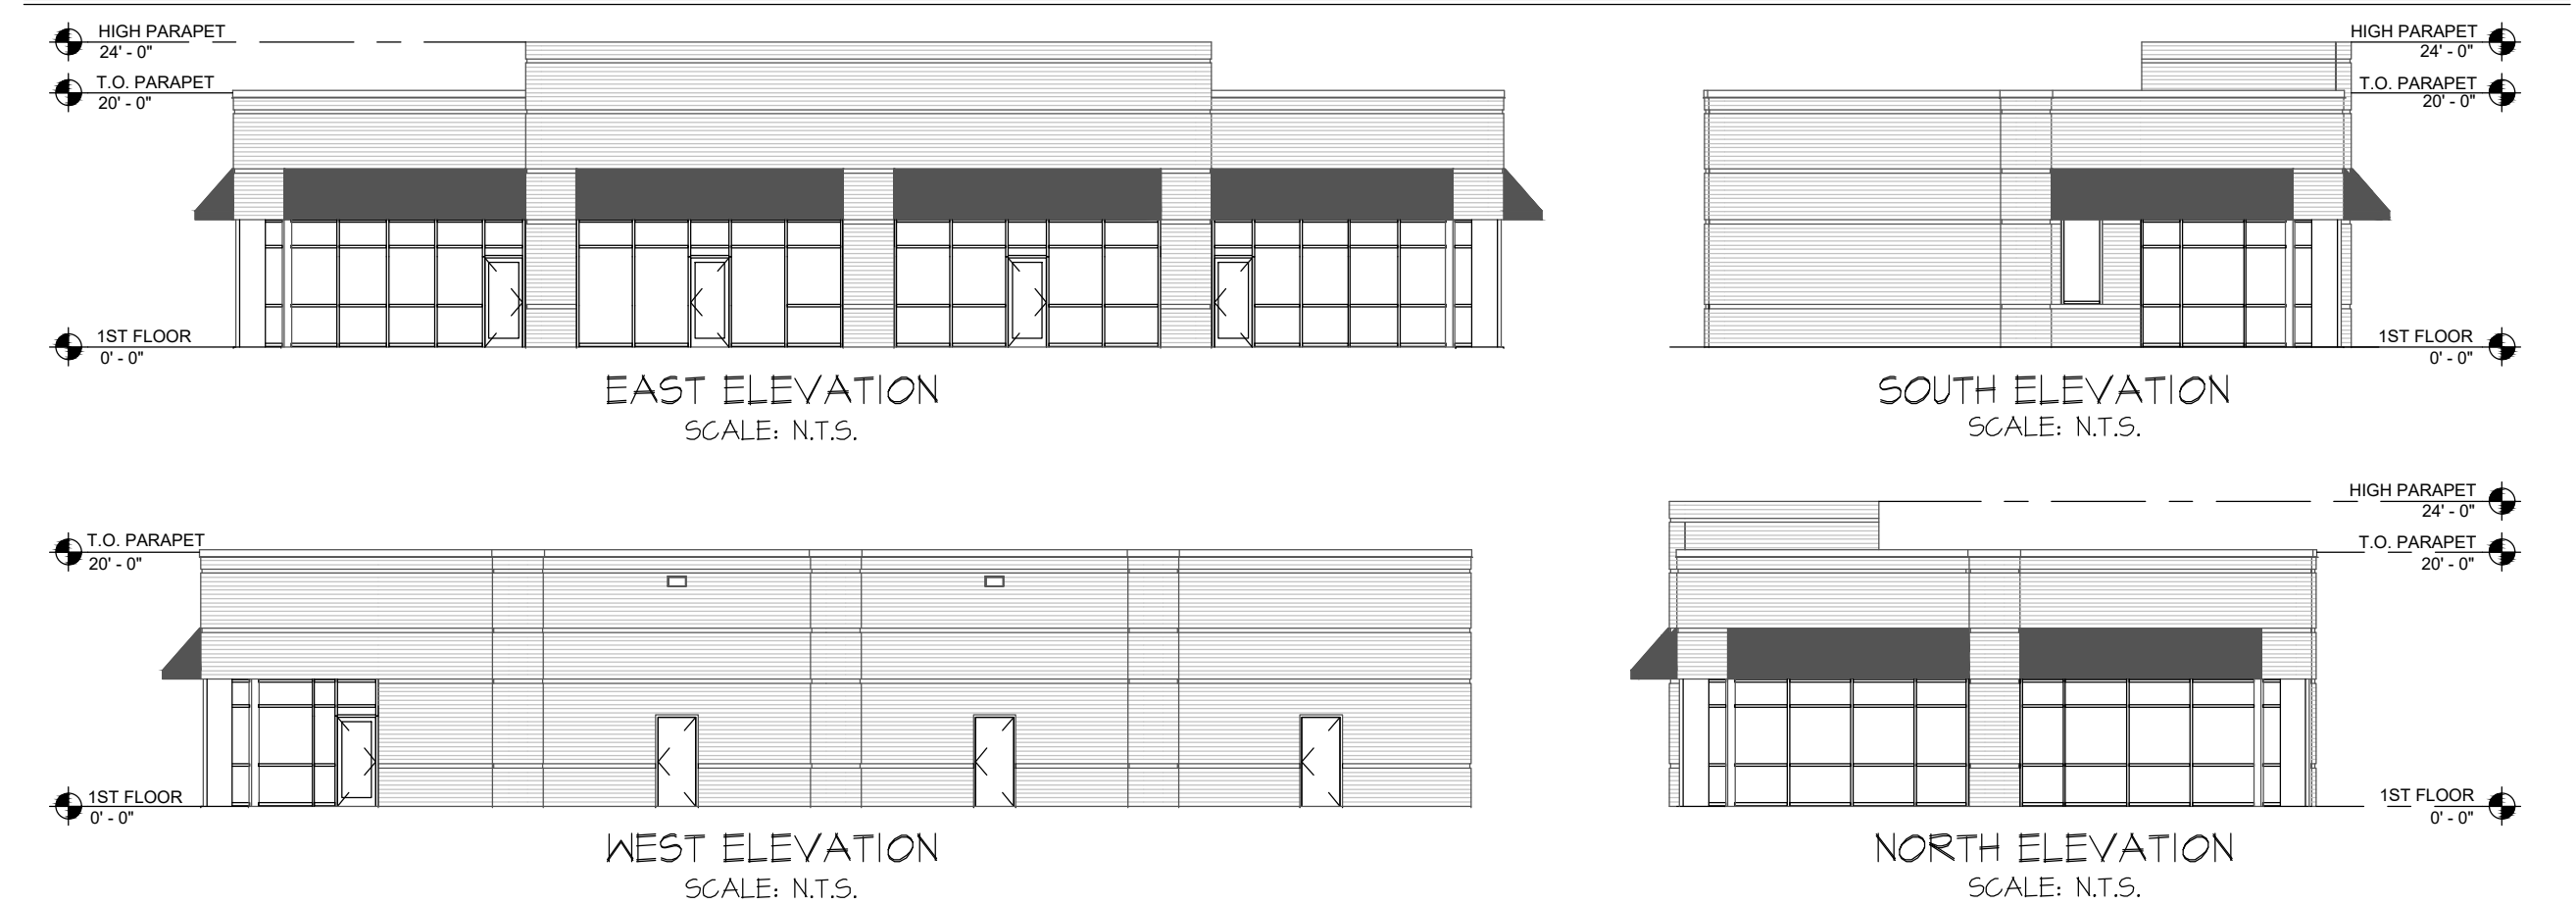 HIGH PARAPET
24' - 0"
T.O. PARAPET
20' - 0"
1ST FLOOR
0' - 0"
EAST ELEVATION
SCALE: N.T.S.
HIGH PARAPET
24' - 0"
T.O. PARAPET
20' - 0"
1ST FLOOR
0' - 0"
SOUTH ELEVATION
SCALE: N.T.S.
T.O. PARAPET
20' - 0"
1ST FLOOR
0' - 0"
WEST ELEVATION
SCALE: N.T.S.
HIGH PARAPET
24' - 0"
T.O. PARAPET
20' - 0"
1ST FLOOR
0' - 0"
NORTH ELEVATION
SCALE: N.T.S.